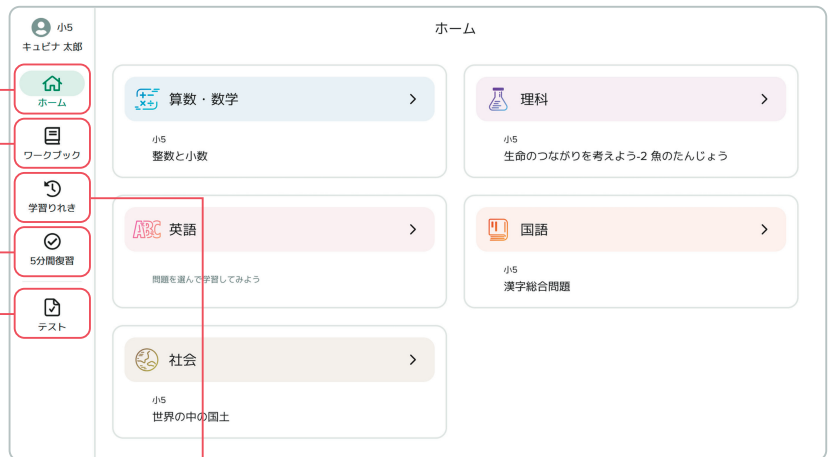 小5
キュビナ 太郎
ホーム
ワークブック
学習りれき
5分間復習
テスト
ホーム
算数・数学
小5
整数と小数
理科
小5
生命のつながりを考えよう-2 魚のたんじょう
ABC 英語
問題を選んで学習してみよう
国語
小5
漢字総合問題
社会
小5
世界の中の国土